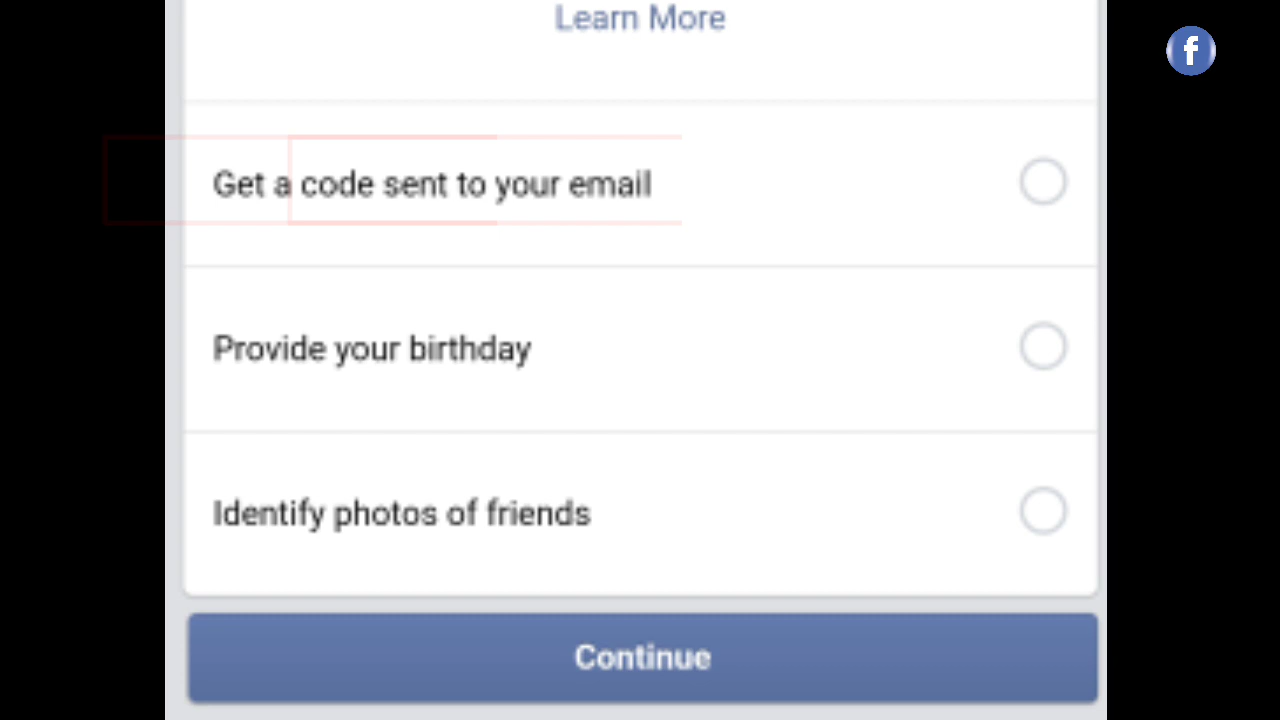 Learn More
Get a code sent to your email
Provide your birthday
Identify photos of friends
Continue
f